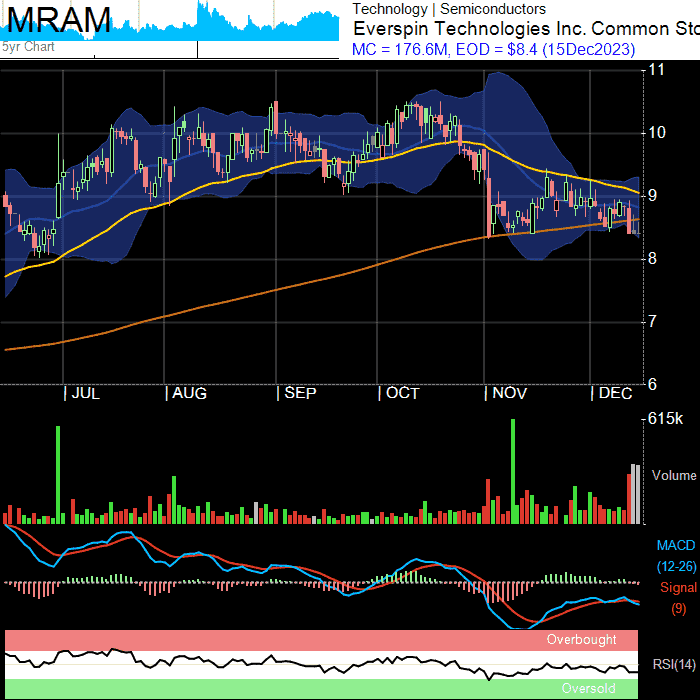 MRAM
5yr Chart
Technology | Semiconductors
Everspin Technologies Inc. Common Sto
MC = 176.6M, EOD = $8.4 (15Dec2023)
11
10
9
8
7
6
| JUL | AUG | SEP | OCT | NOV | DEC
615k
Volume
MACD
(12-26)
Signal
(9)
Overbought
RSI(14)
Oversold